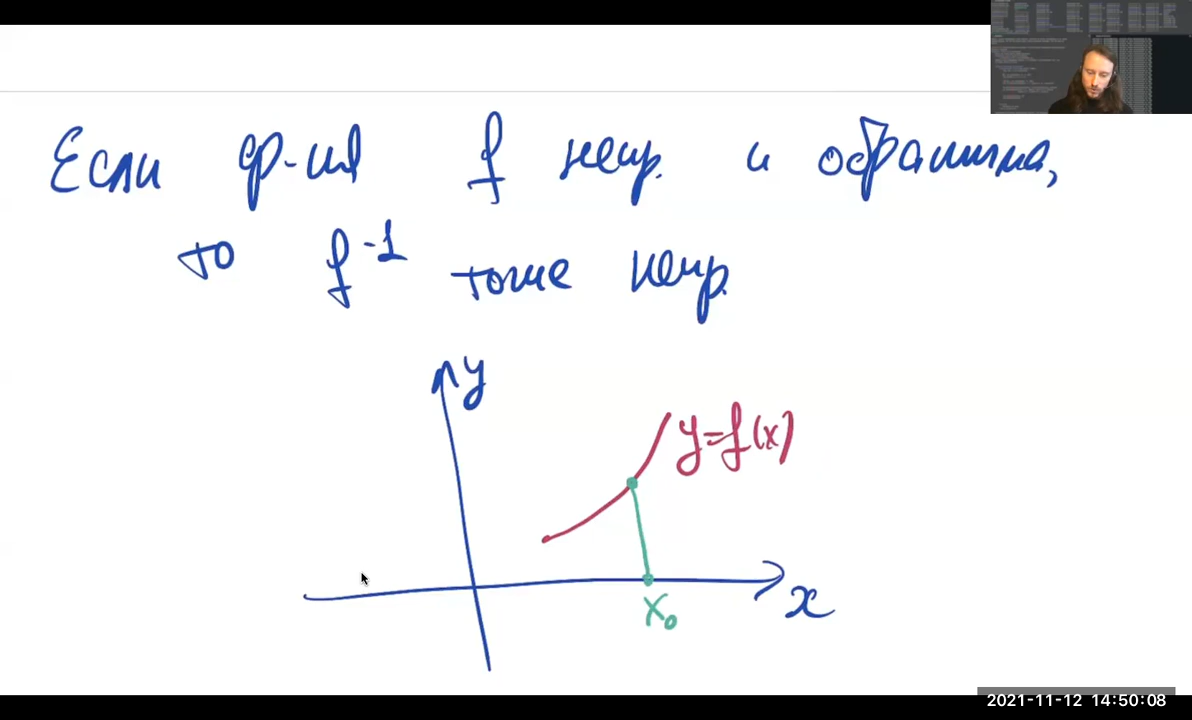 Если ф-ия f непр. и обратима,
то f⁻¹ тоже непр.
y
y=f(x)
x₀
x
2021-11-12 14:50:08